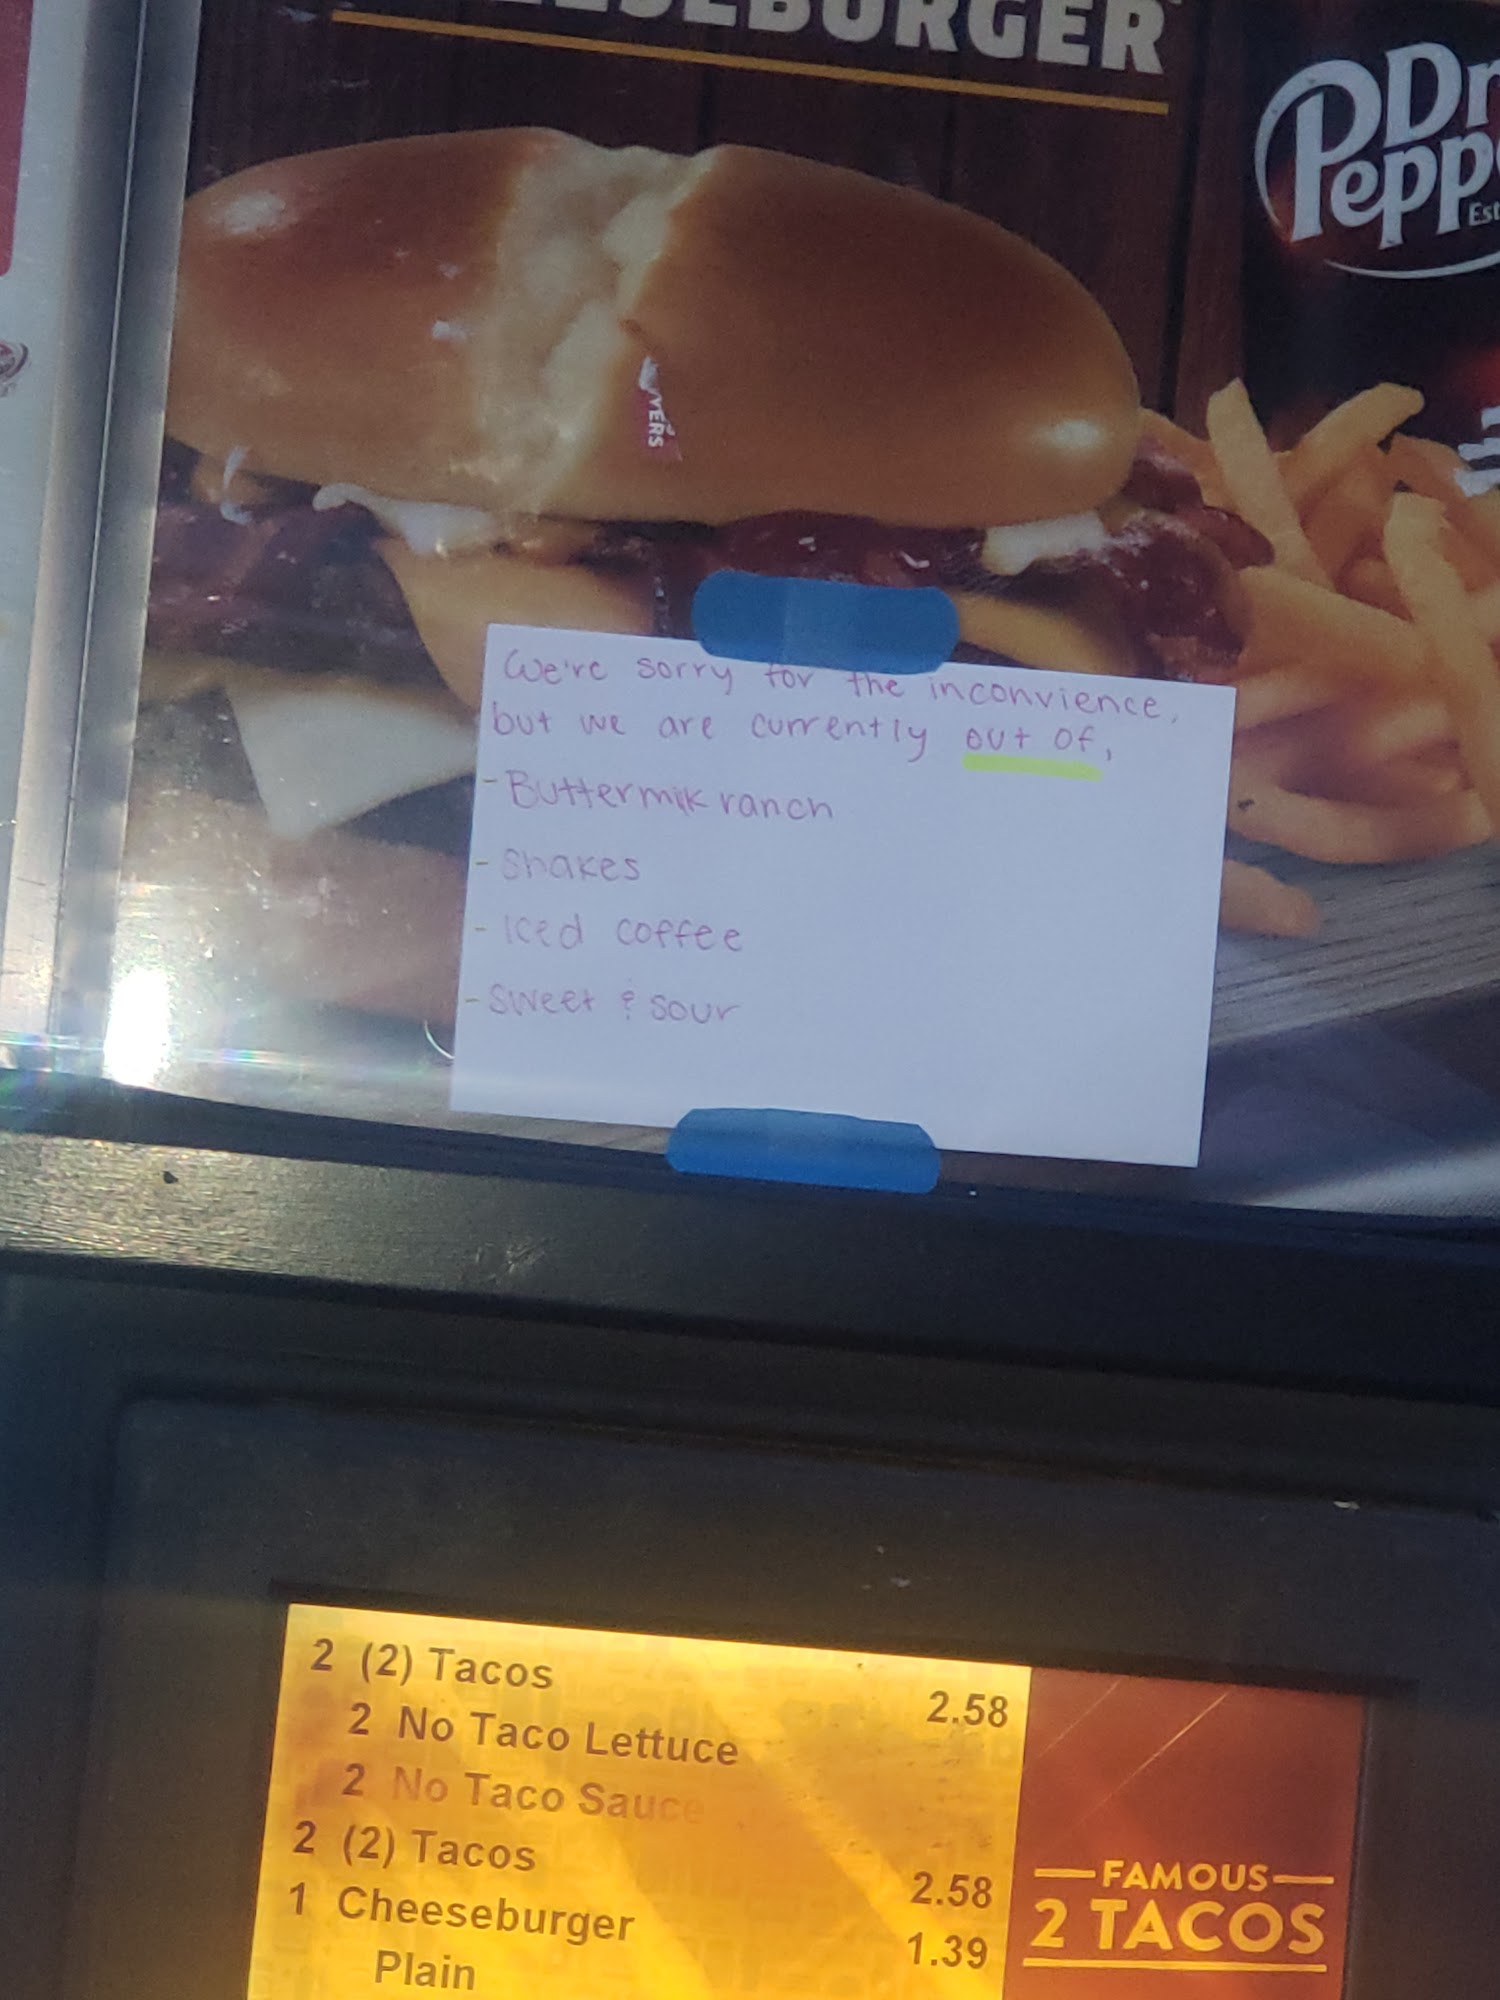 Dr
Pepp
Est
We're sorry for the inconvience,
but we are currently out of,
- Buttermilk ranch
- Shakes
- Iced coffee
- Sweet & sour
2 (2) Tacos 2.58
2 No Taco Lettuce
2 No Taco Sauce
2 (2) Tacos 2.58
1 Cheeseburger 1.39
Plain
FAMOUS
2 TACOS